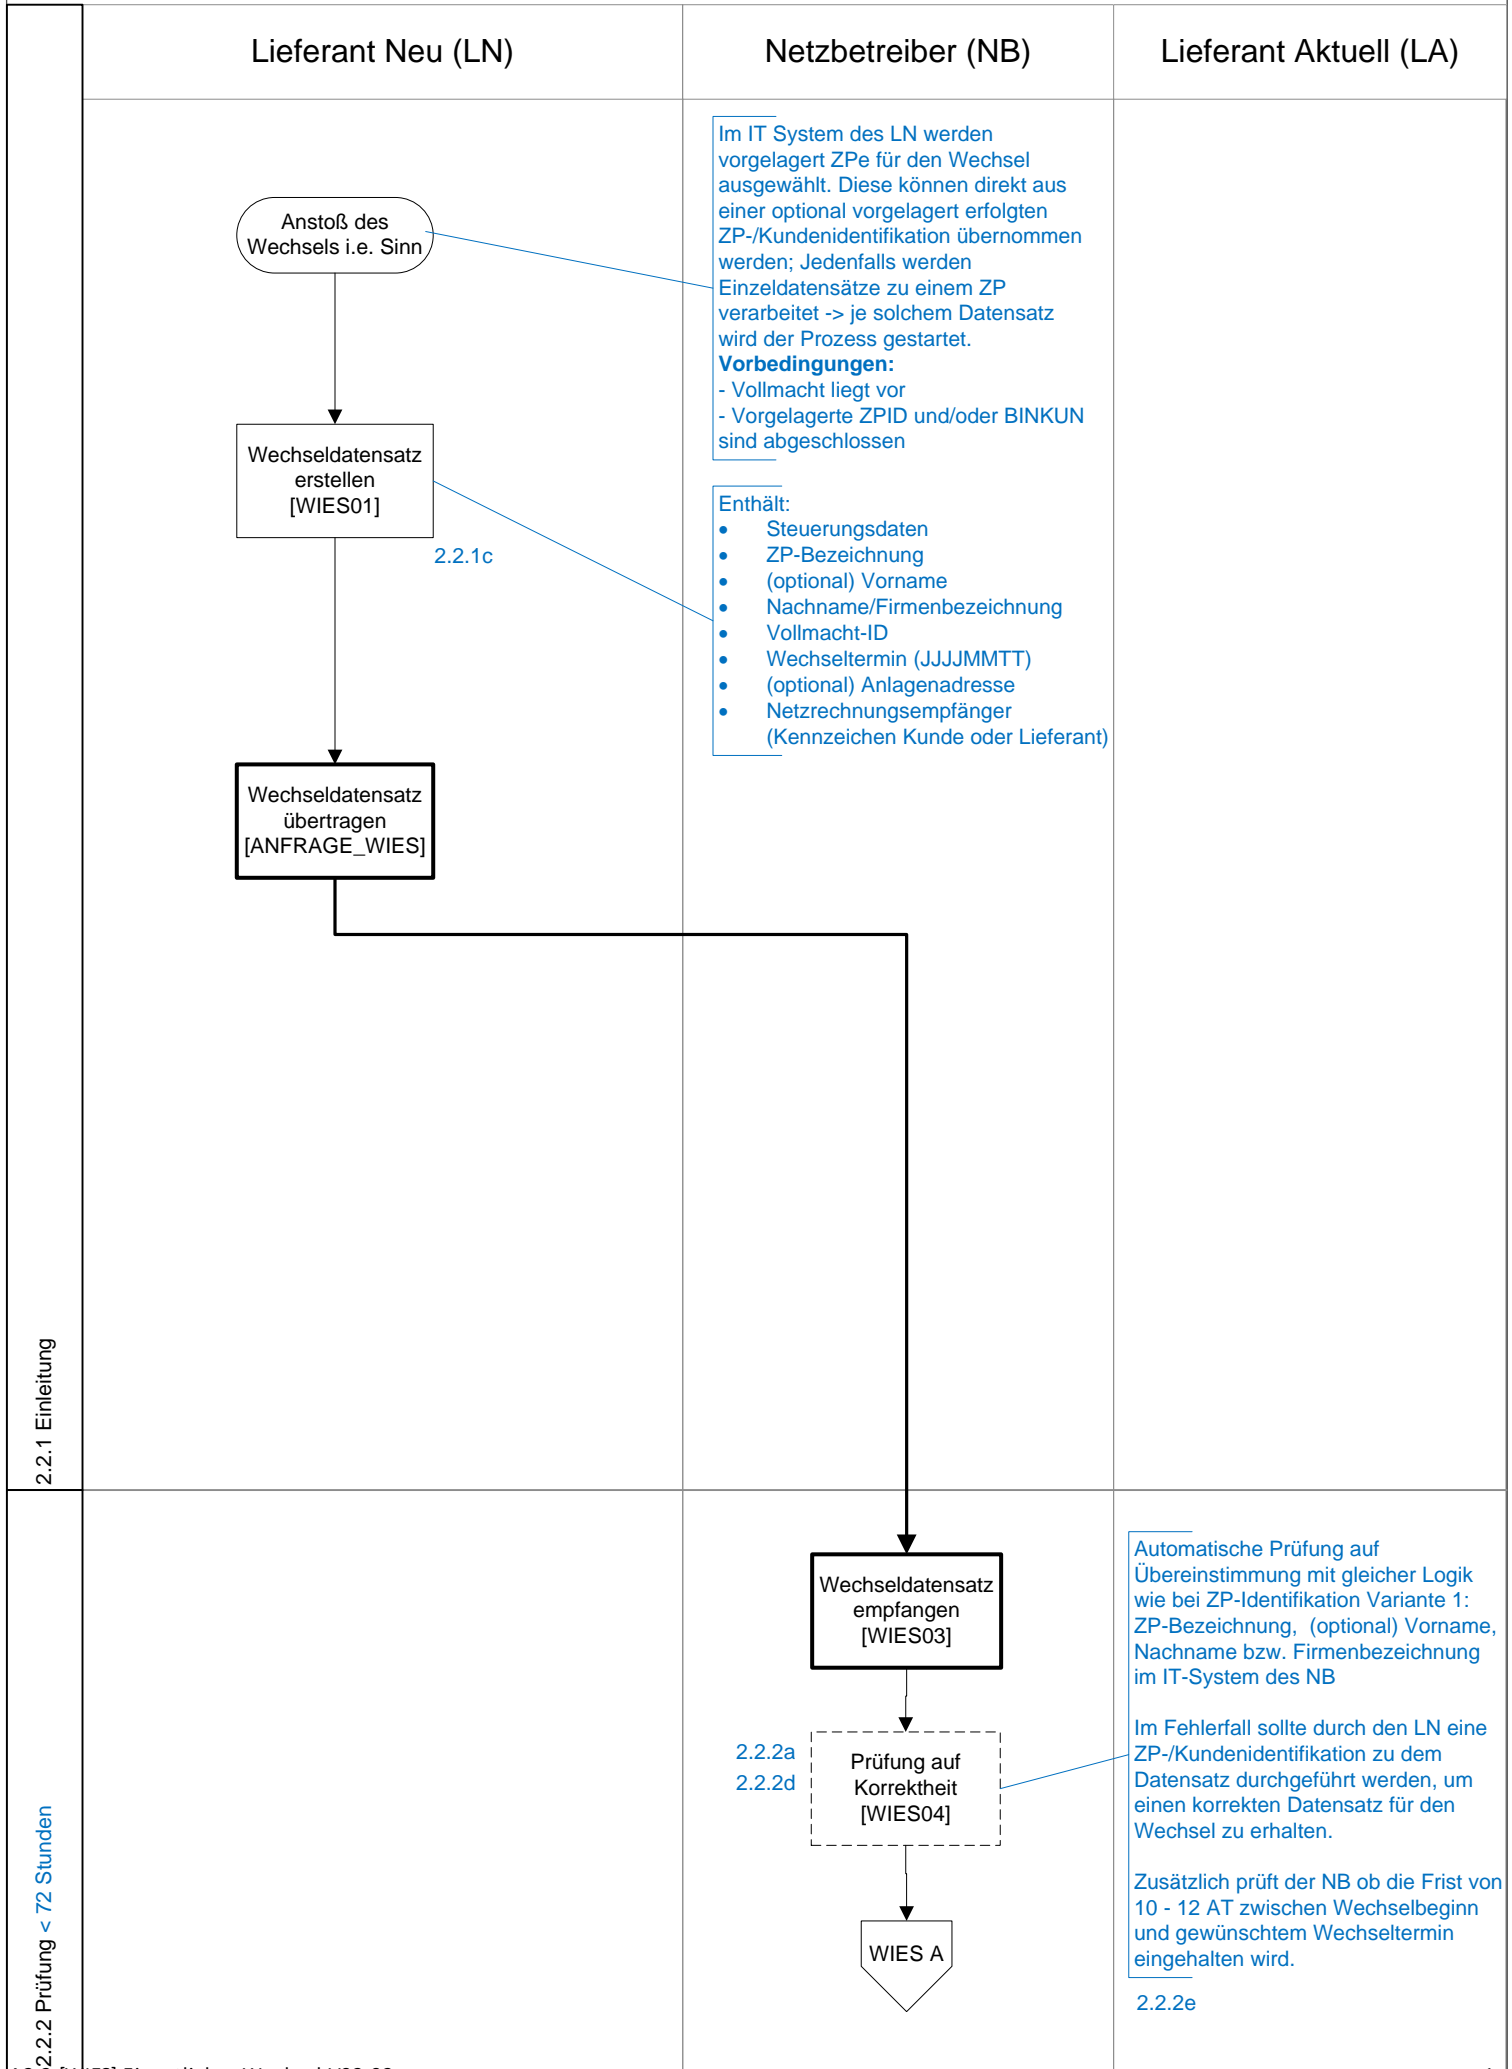 Lieferant Neu (LN)
Netzbetreiber (NB)
Lieferant Aktuell (LA)
2.2.1 Einleitung
Anstoß des
Wechsels i.e. Sinn
Im IT System des LN werden
vorgelagert ZPe für den Wechsel
ausgewählt. Diese können direkt aus
einer optional vorgelagert erfolgten
ZP-/Kundenidentifikation übernommen
werden; Jedenfalls werden
Einzeldatensätze zu einem ZP
verarbeitet -> je solchem Datensatz
wird der Prozess gestartet.
Vorbedingungen:
- Vollmacht liegt vor
- Vorgelagerte ZPID und/oder BINKUN
sind abgeschlossen
Wechseldatensatz
erstellen
[WIES01]
2.2.1c
Enthält:
• Steuerungsdaten
• ZP-Bezeichnung
• (optional) Vorname
• Nachname/Firmenbezeichnung
• Vollmacht-ID
• Wechseltermin (JJJJMMTT)
• (optional) Anlagenadresse
• Netzrechnungsempfänger
(Kennzeichen Kunde oder Lieferant)
Wechseldatensatz
übertragen
[ANFRAGE_WIES]
2.2.2 Prüfung < 72 Stunden
Wechseldatensatz
empfangen
[WIES03]
2.2.2a
2.2.2d
Prüfung auf
Korrektheit
[WIES04]
WIES A
Automatische Prüfung auf
Übereinstimmung mit gleicher Logik
wie bei ZP-Identifikation Variante 1:
ZP-Bezeichnung,  (optional) Vorname,
Nachname bzw. Firmenbezeichnung
im IT-System des NB
Im Fehlerfall sollte durch den LN eine
ZP-/Kundenidentifikation zu dem
Datensatz durchgeführt werden, um
einen korrekten Datensatz für den
Wechsel zu erhalten.
Zusätzlich prüft der NB ob die Frist von
10 - 12 AT zwischen Wechselbeginn
und gewünschtem Wechseltermin
eingehalten wird.
2.2.2e